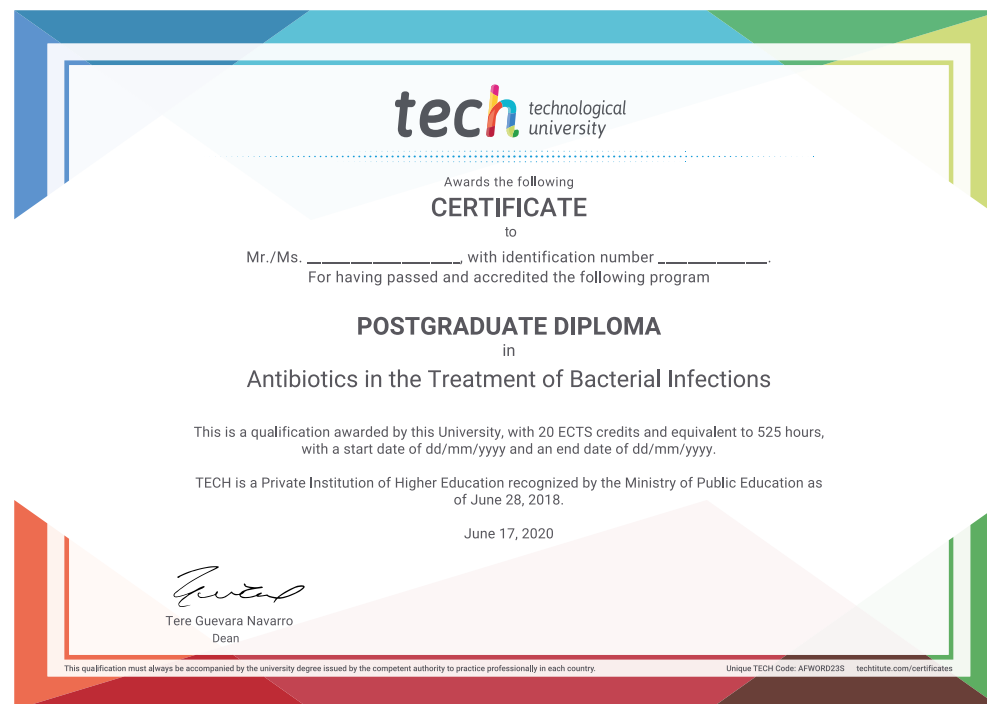 tech technological
university
Awards the following
CERTIFICATE
to
Mr./Ms. __________________, with identification number _____________.
For having passed and accredited the following program
POSTGRADUATE DIPLOMA
in
Antibiotics in the Treatment of Bacterial Infections
This is a qualification awarded by this University, with 20 ECTS credits and equivalent to 525 hours,
with a start date of dd/mm/yyyy and an end date of dd/mm/yyyy.
TECH is a Private Institution of Higher Education recognized by the Ministry of Public Education as
of June 28, 2018.
June 17, 2020
Tere Guevara Navarro
Dean
This qualification must always be accompanied by the university degree issued by the competent authority to practice professionally in each country.
Unique TECH Code: AFWORD23S techtitute.com/certificates